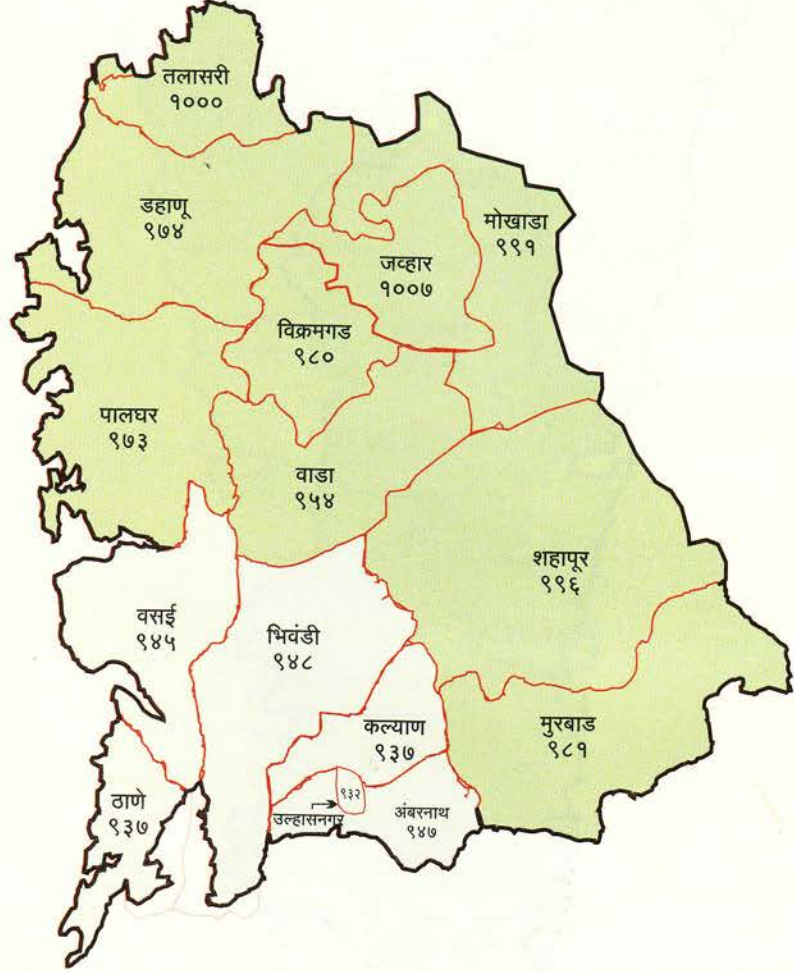 तलासरी
१०००
डहाणू
९७४
मोखाडा
९९१
जव्हार
१००७
विक्रमगड
९८०
पालघर
९७३
वाडा
९५४
शहापूर
९९६
वसई
९४५
भिवंडी
९४८
कल्याण
९३७
मुरबाड
९८१
ठाणे
९३७
९३२
उल्हासनगर
अंबरनाथ
९४७